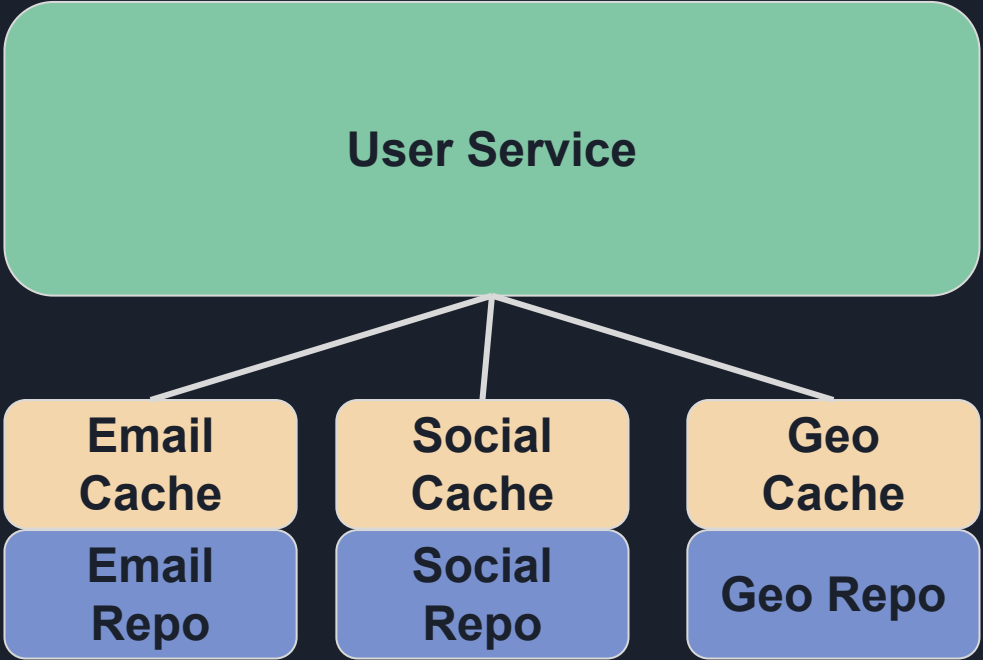 User Service
Email
Cache
Social
Cache
Geo
Cache
Email
Repo
Social
Repo
Geo Repo